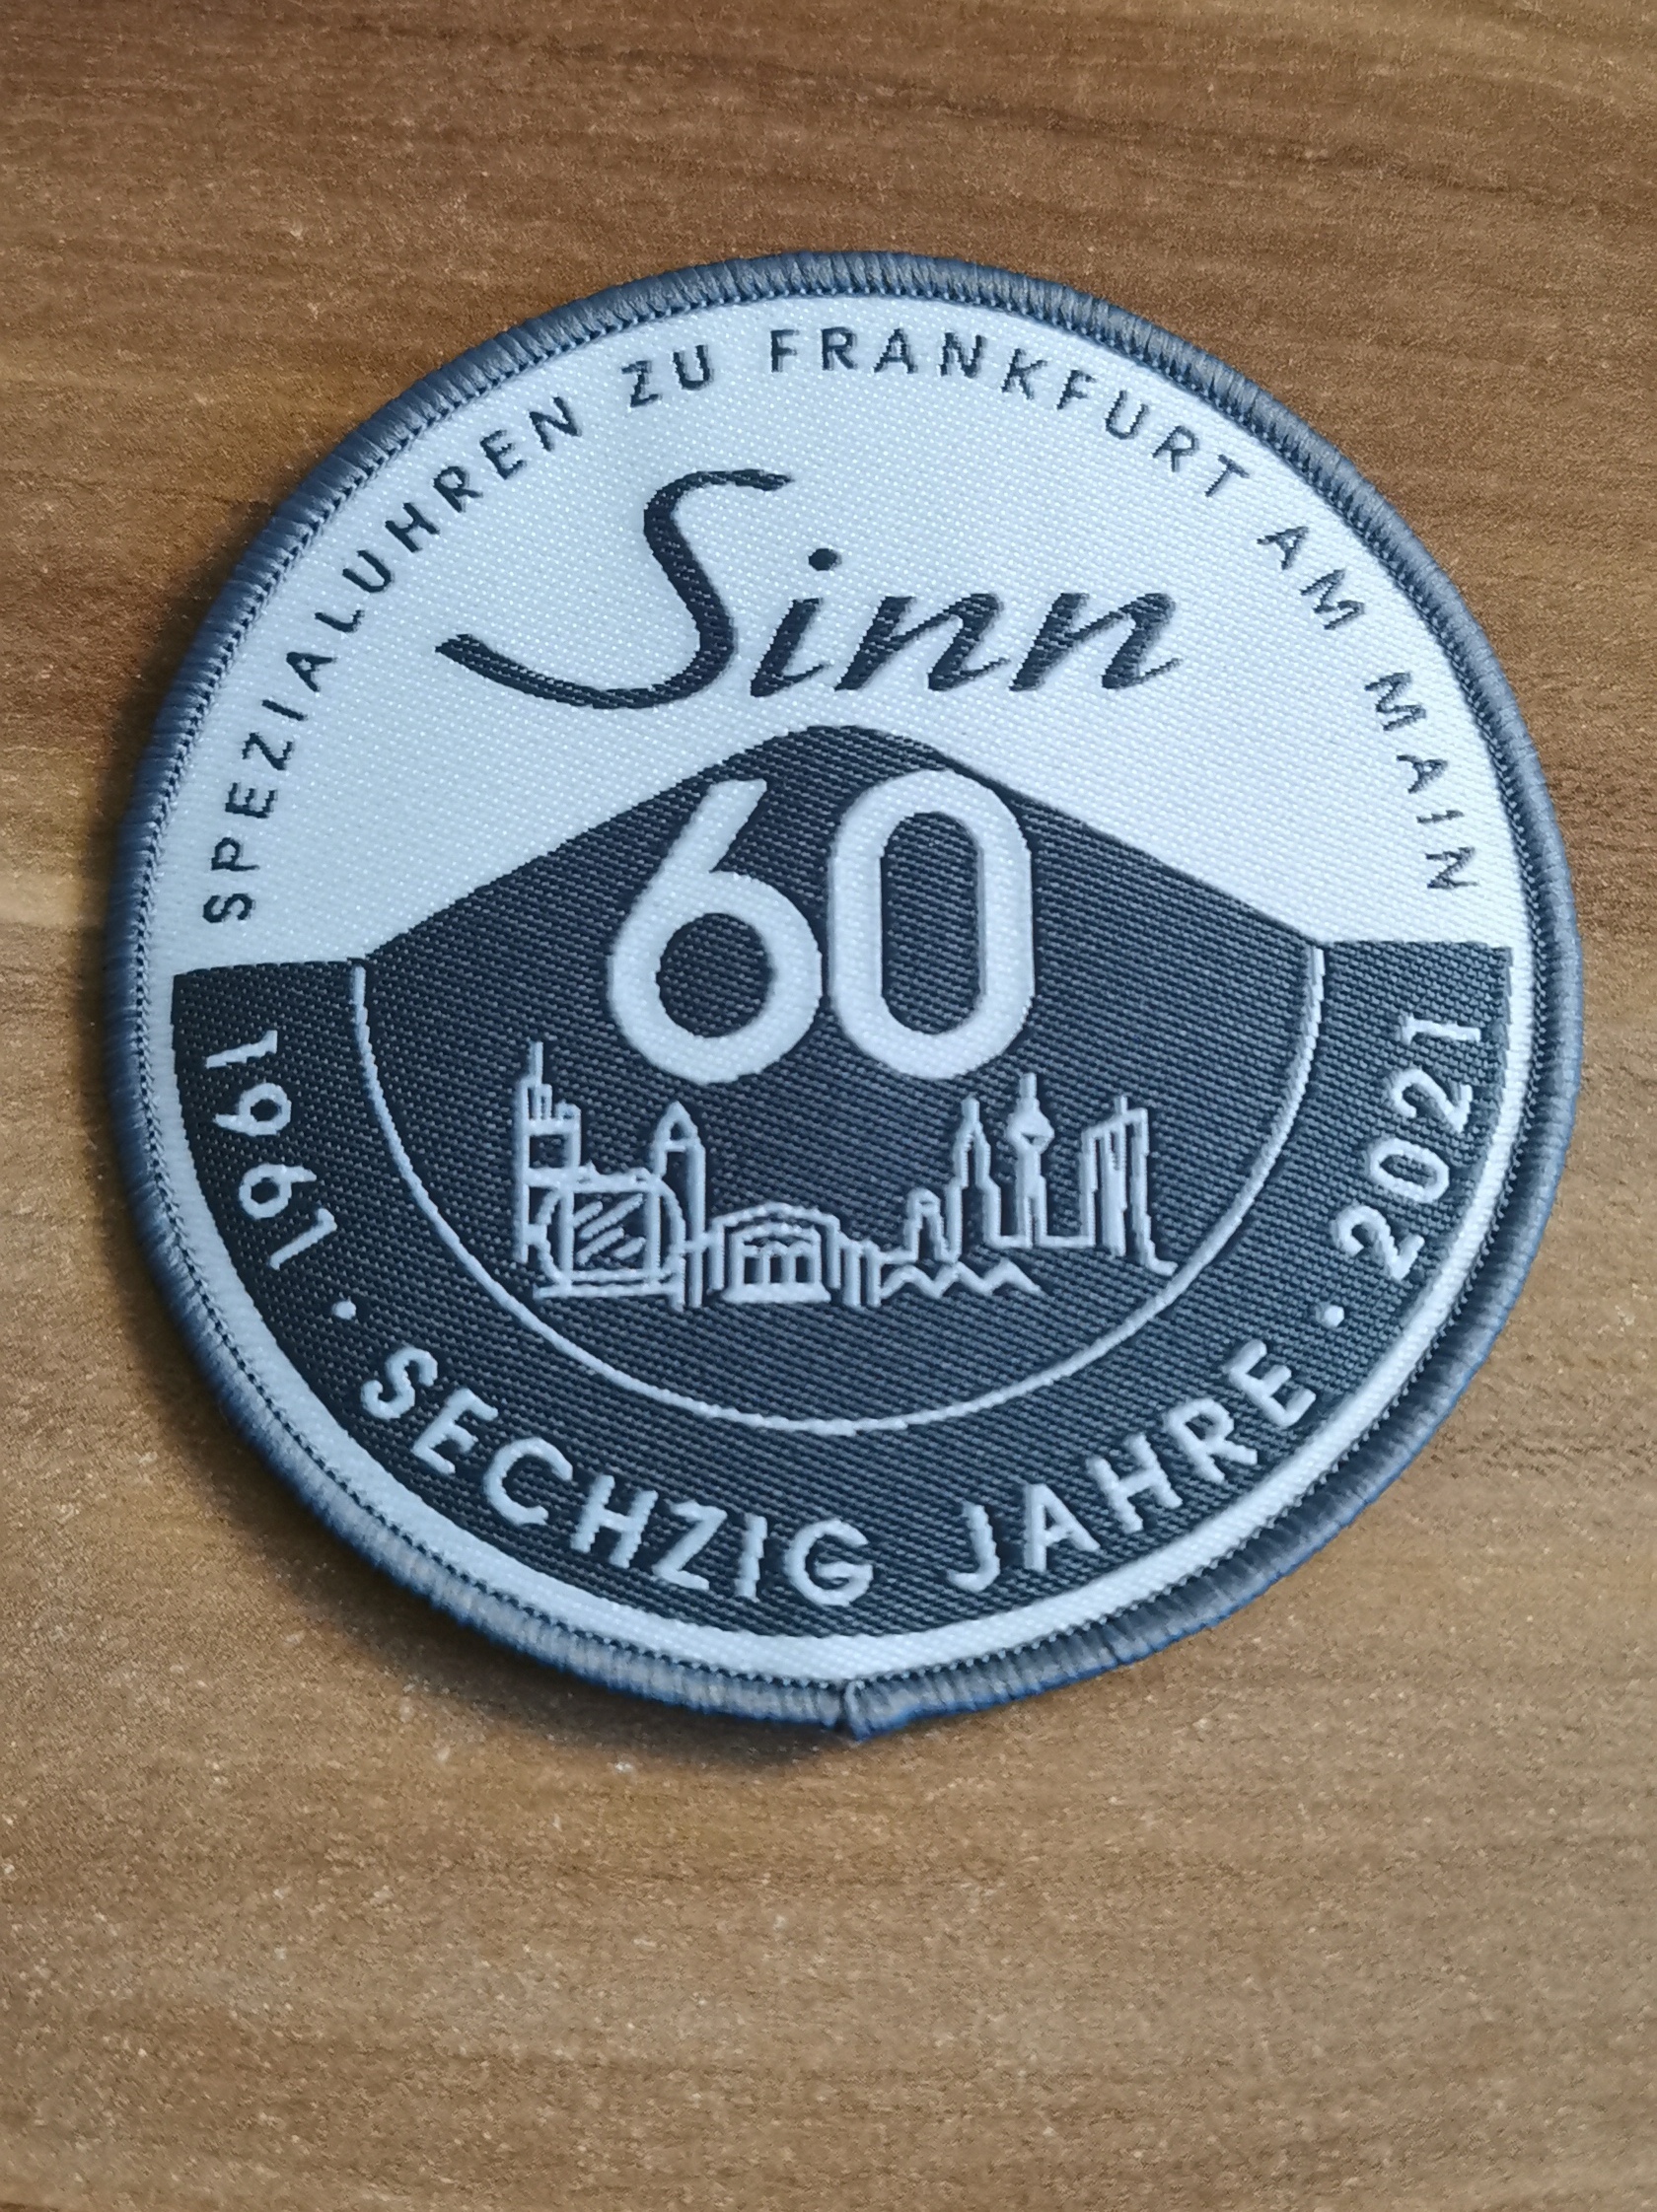 SPEZIALUHREN ZU FRANKFURT AM MAIN
Sinn
60
1961 • SECHZIG JAHRE • 2021